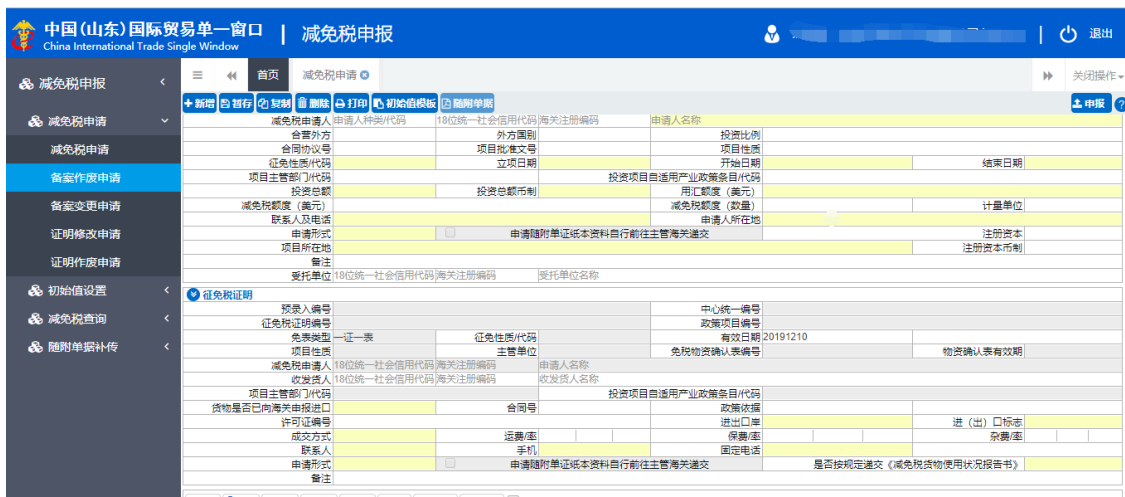 中国(山东)国际贸易单一窗口 | 减免税申报 退出
China International Trade Single Window
减免税申报
首页 减免税申请 关闭操作
新增 暂存 复制 删除 打印 初始值模板 随附单据 申报
减免税申请
减免税申请
备案作废申请
备案变更申请
证明修改申请
证明作废申请
初始值设置
减免税查询
随附单据补传
减免税申请人 申请人种类/代码 18位统一社会信用代码 海关注册编码 申请人名称
合营外方 外方国别 投资比例
合同协议号 项目批准文号 项目性质
征免性质/代码 立项日期 开始日期 结束日期
项目主管部门/代码 投资项目自适用产业政策条目/代码
投资总额 投资总额币制 用汇额度（美元）
减免税额度（美元） 减免税额度（数量） 计量单位
联系人及电话 申请人所在地
申请形式 申请随附单证纸本资料自行前往主管海关递交 注册资本
项目所在地 注册资本币制
备注
受托单位 18位统一社会信用代码 海关注册编码 受托单位名称
征免税证明
预录入编号 中心统一编号
征免税证明编号 政策项目编号
免表类型 一证一表 征免性质/代码 有效日期 20191210
项目性质 主管单位 免税物资确认表编号 物资确认表有效期
减免税申请人 18位统一社会信用代码 海关注册编码 申请人名称
收发货人 18位统一社会信用代码 海关注册编码 收发货人名称
项目主管部门/代码 投资项目自适用产业政策条目/代码
货物是否已向海关申报进口 合同号 政策依据
许可证编号 进出口岸 进（出）口标志
成交方式 运费/率 保费/率 杂费/率
联系人 手机 固定电话
申请形式 申请随附单证纸本资料自行前往主管海关递交 是否按规定递交《减免税货物使用状况报告书》
备注